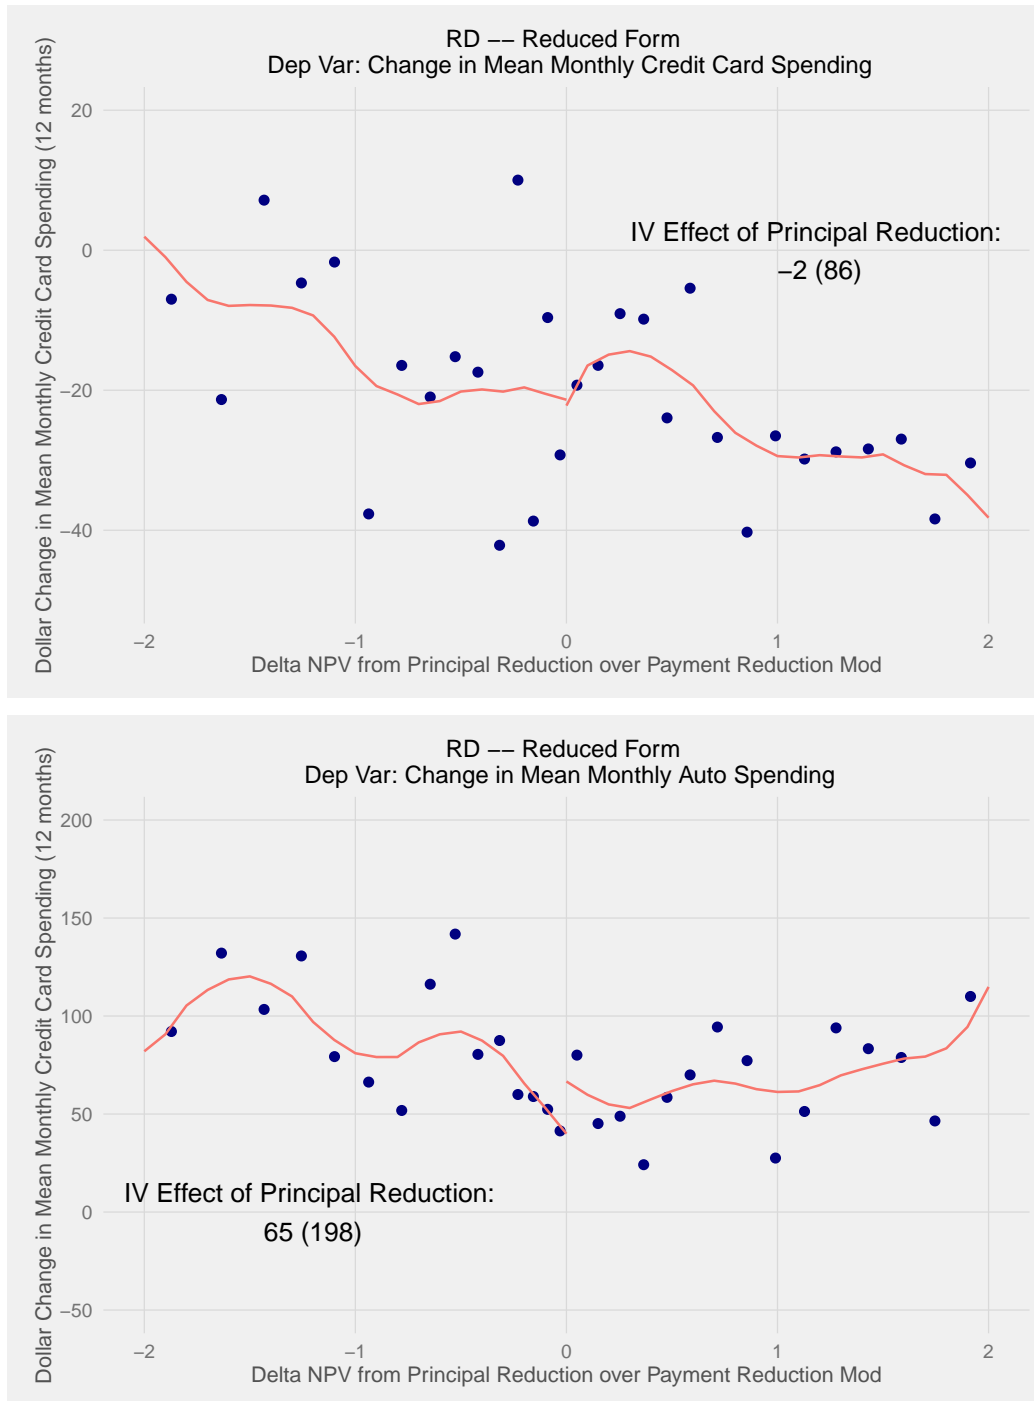 RD −− Reduced Form
Dep Var: Change in Mean Monthly Credit Card Spending
Dollar Change in Mean Monthly Credit Card Spending (12 months)
20
0
−20
−40
IV Effect of Principal Reduction:
−2 (86)
−2
−1
0
1
2
Delta NPV from Principal Reduction over Payment Reduction Mod
RD −− Reduced Form
Dep Var: Change in Mean Monthly Auto Spending
Dollar Change in Mean Monthly Credit Card Spending (12 months)
200
150
100
50
0
−50
IV Effect of Principal Reduction:
65 (198)
−2
−1
0
1
2
Delta NPV from Principal Reduction over Payment Reduction Mod